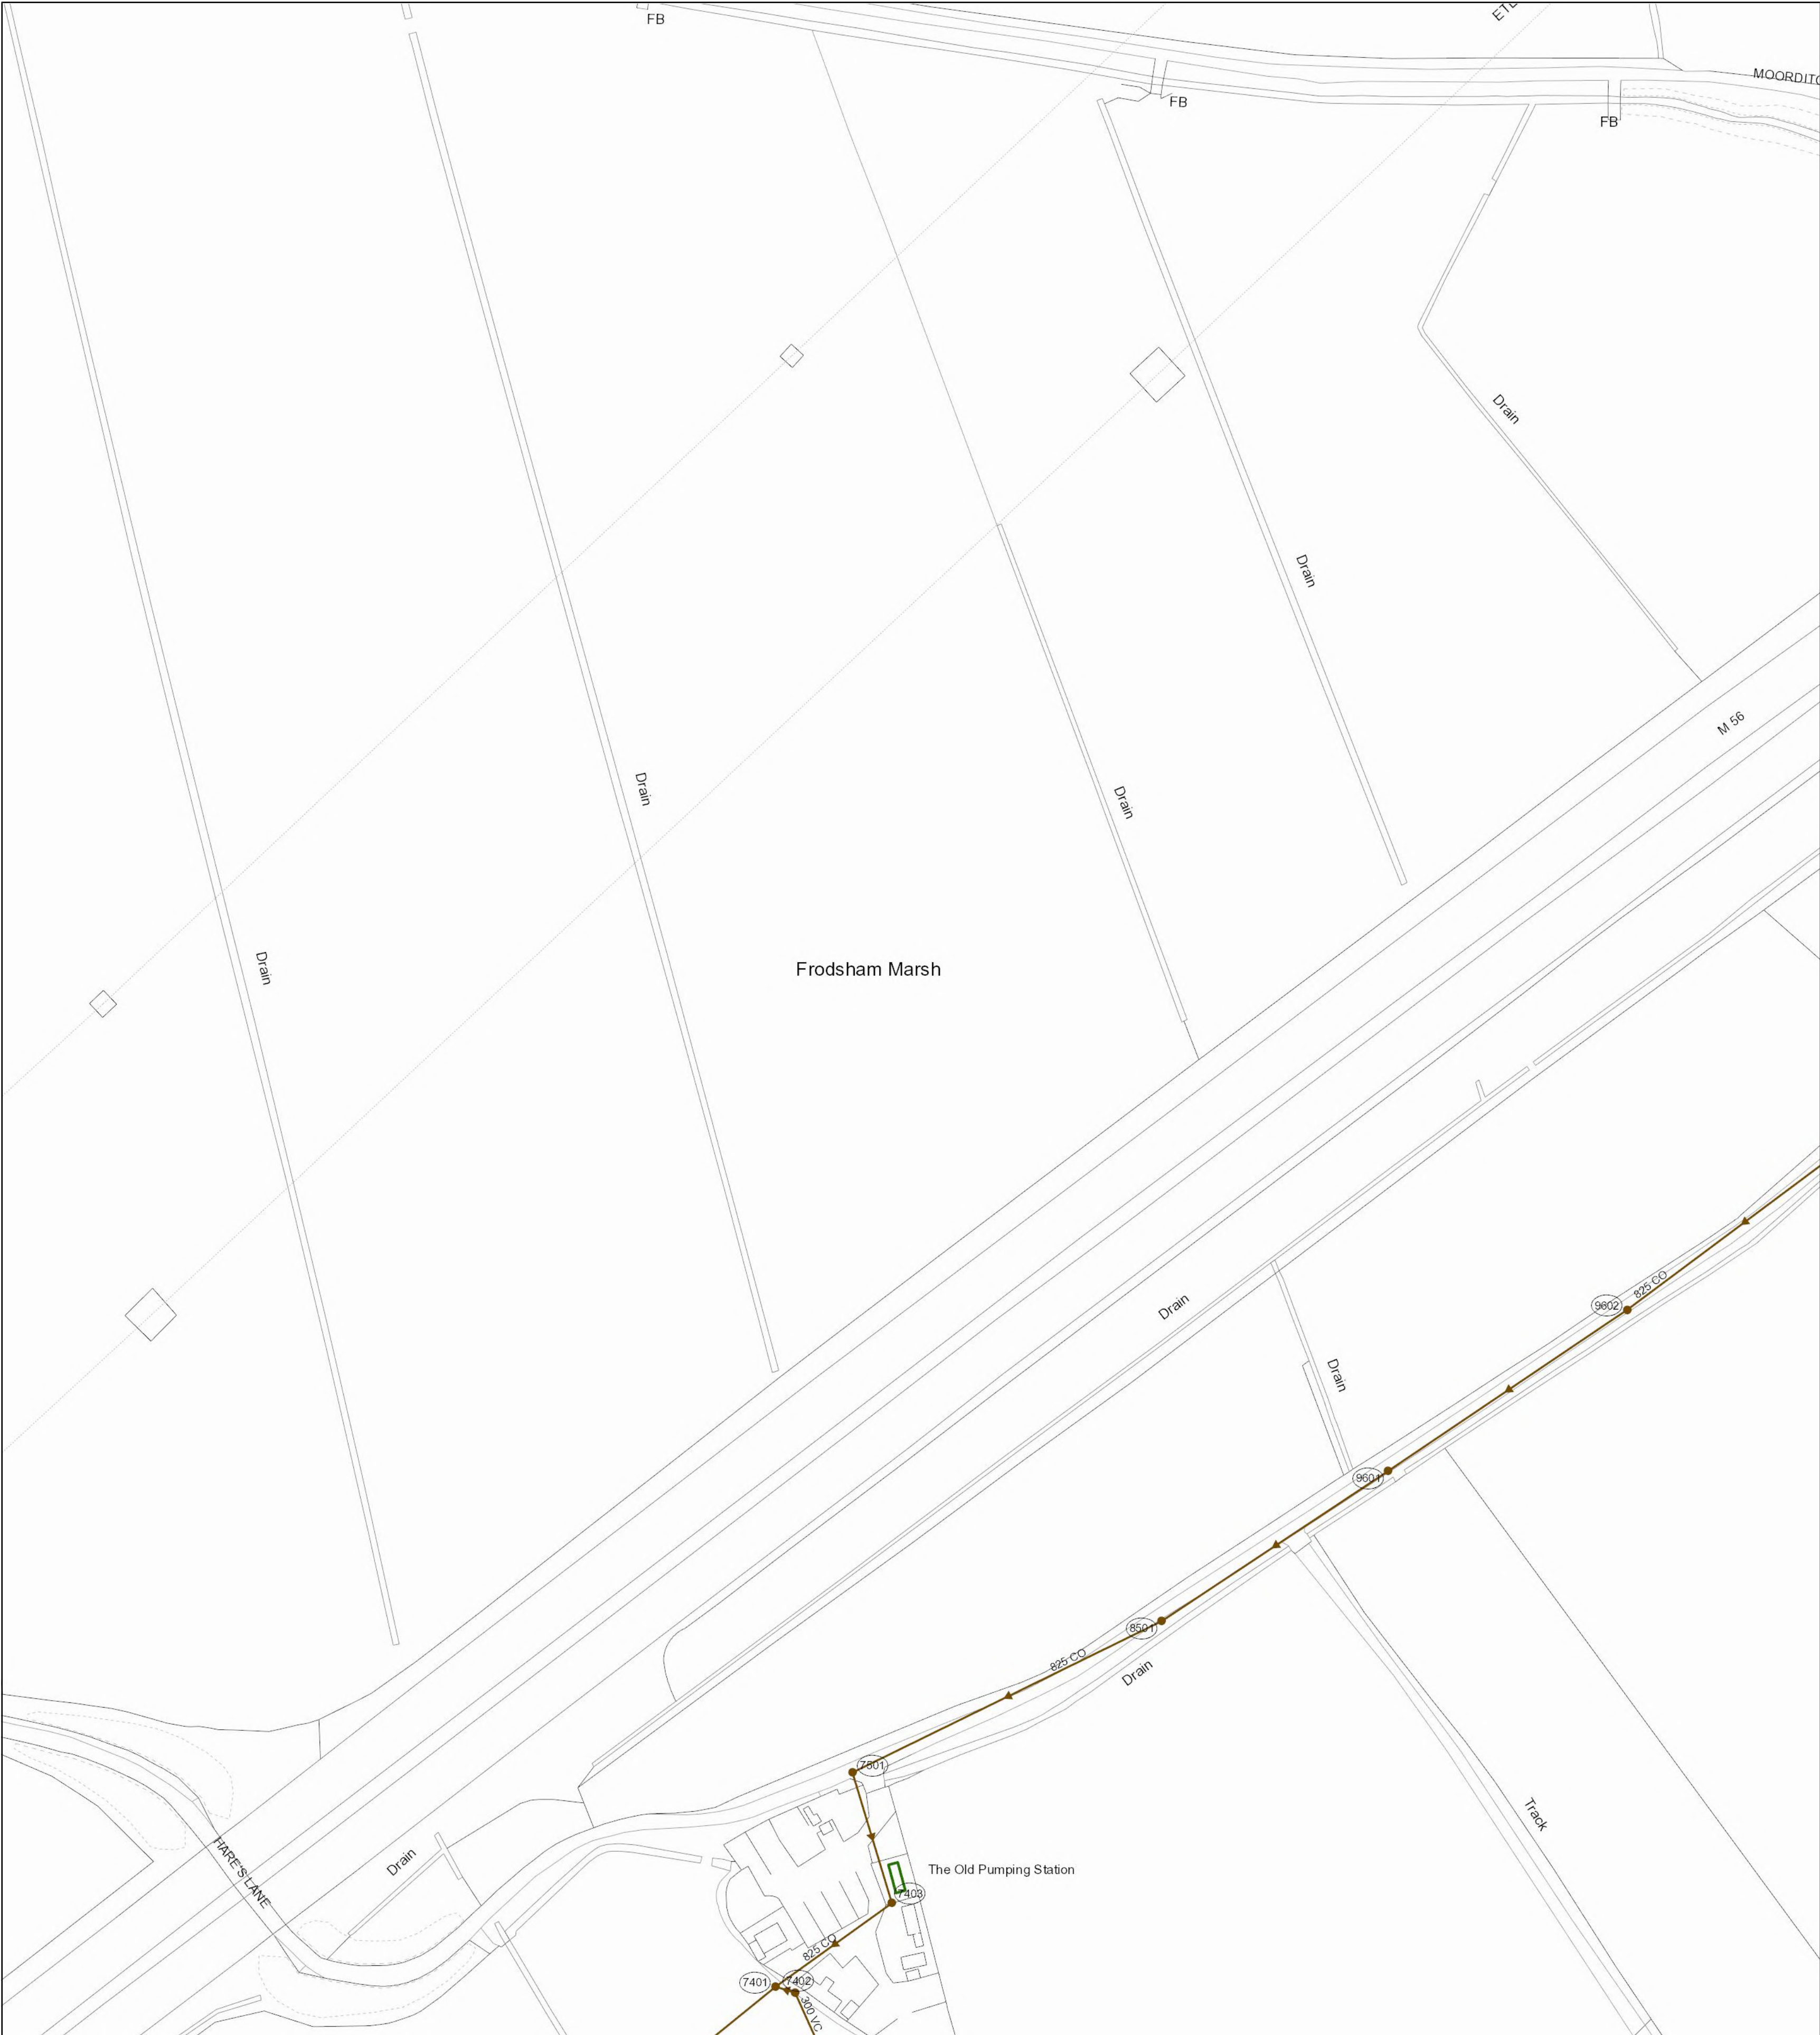 FB
MOORDITC
FB
FB
Drain
Drain
M 56
Drain
Drain
Drain
Frodsham Marsh
825 CO
9602
Drain
Drain
9601
8501
825 CO
Drain
7501
Track
HARE'S LANE
Drain
The Old Pumping Station
7403
825 CO
7401
7402
300 VC